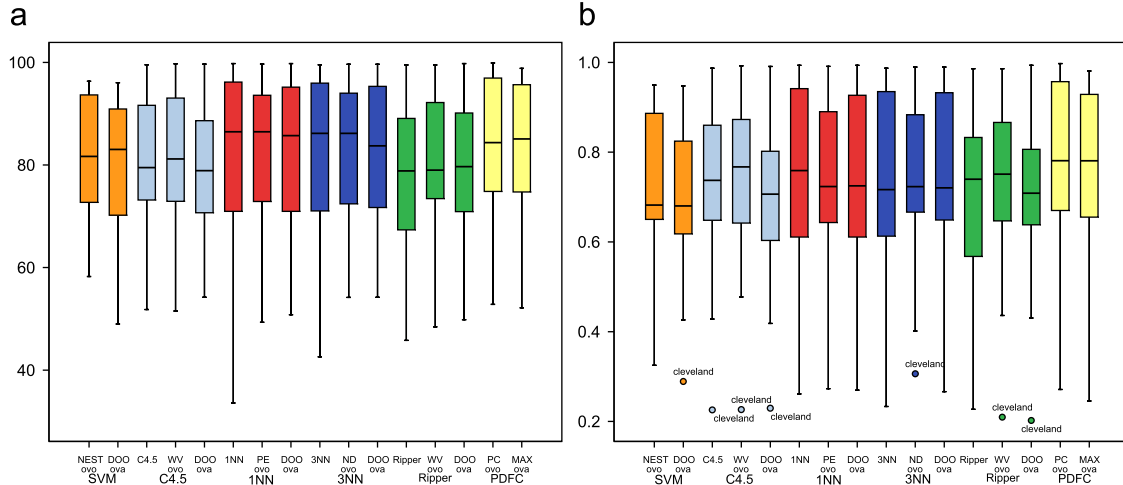 a
100
80
60
40
NEST DOO C4.5 WV DOO 1NN PE DOO 3NN ND DOO Ripper WV DOO PC MAX
ovo ova ovo ova ovo ova ovo ova ovo ova ovo ova
SVM C4.5 1NN 3NN Ripper PDFC
b
1.0
0.8
0.6
0.4
0.2
cleveland
cleveland
cleveland
cleveland
cleveland
cleveland
cleveland
NEST DOO C4.5 WV DOO 1NN PE DOO 3NN ND DOO Ripper WV DOO PC MAX
ovo ova ovo ova ovo ova ovo ova ovo ova ovo ova
SVM C4.5 1NN 3NN Ripper PDFC